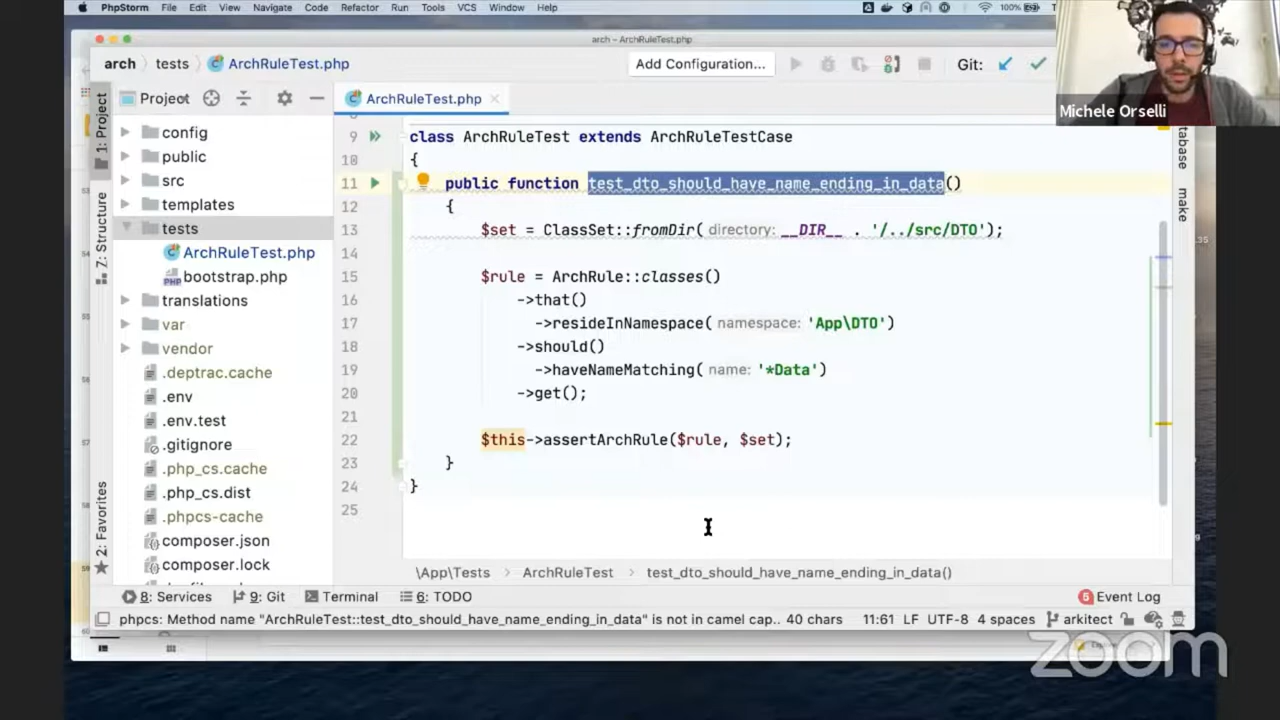 PhpStorm File Edit View Navigate Code Refactor Run Tools VCS Window Help 100%
arch – ArchRuleTest.php
arch tests ArchRuleTest.php Add Configuration... Git:
Michele Orselli
1: Project
Z: Structure
2: Favorites
Project
config
public
src
templates
tests
ArchRuleTest.php
bootstrap.php
translations
var
vendor
.deptrac.cache
.env
.env.test
.gitignore
.php_cs.cache
.php_cs.dist
.phpcs-cache
composer.json
composer.lock
ArchRuleTest.php
9 class ArchRuleTest extends ArchRuleTestCase
10 {
11 public function test_dto_should_have_name_ending_in_data()
12 {
13 $set = ClassSet::fromDir( directory: __DIR__ . '/../src/DTO');
14
15 $rule = ArchRule::classes()
16 ->that()
17 ->resideInNamespace( namespace: 'App\DTO')
18 ->should()
19 ->haveNameMatching( name: '*Data')
20 ->get();
21
22 $this->assertArchRule($rule, $set);
23 }
24 }
25
tabase
make
\App\Tests ArchRuleTest test_dto_should_have_name_ending_in_data()
8: Services 9: Git Terminal 6: TODO 5 Event Log
phpcs: Method name "ArchRuleTest::test_dto_should_have_name_ending_in_data" is not in camel cap.. 40 chars 11:61 LF UTF-8 4 spaces arkitect
zoom